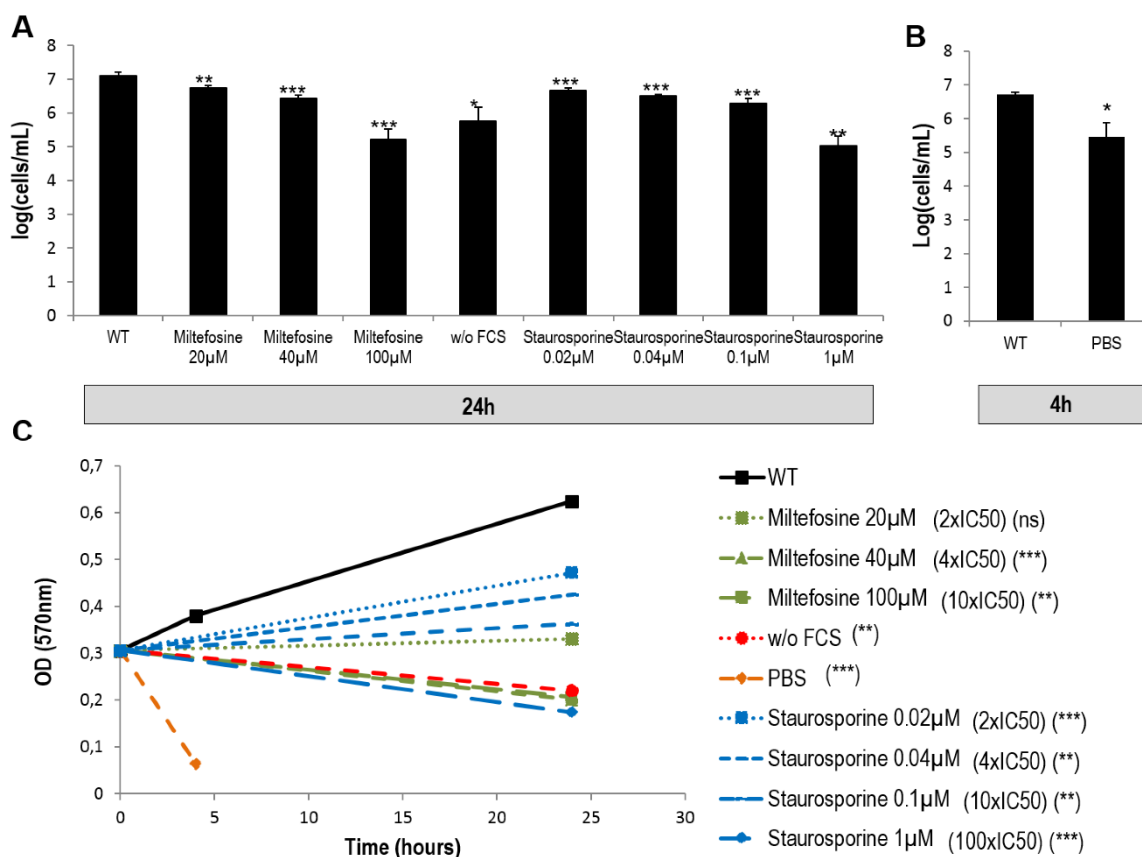 A
log(cells/mL)
8
7
6
5
4
3
2
1
0
** *** *** * *** *** *** **
WT Miltefosine 20µM Miltefosine 40µM Miltefosine 100µM w/o FCS Staurosporine 0.02µM Staurosporine 0.04µM Staurosporine 0.1µM Staurosporine 1µM
24h
B
Log(cells/mL)
8
7
6
5
4
3
2
1
0
*
WT PBS
4h
C
OD (570nm)
0,7
0,6
0,5
0,4
0,3
0,2
0,1
0
0 5 10 15 20 25 30
Time (hours)
WT
Miltefosine 20µM (2xIC50) (ns)
Miltefosine 40µM (4xIC50) (***)
Miltefosine 100µM (10xIC50) (**)
w/o FCS (**)
PBS (***)
Staurosporine 0.02µM (2xIC50) (***)
Staurosporine 0.04µM (4xIC50) (**)
Staurosporine 0.1µM (10xIC50) (**)
Staurosporine 1µM (100xIC50) (***)